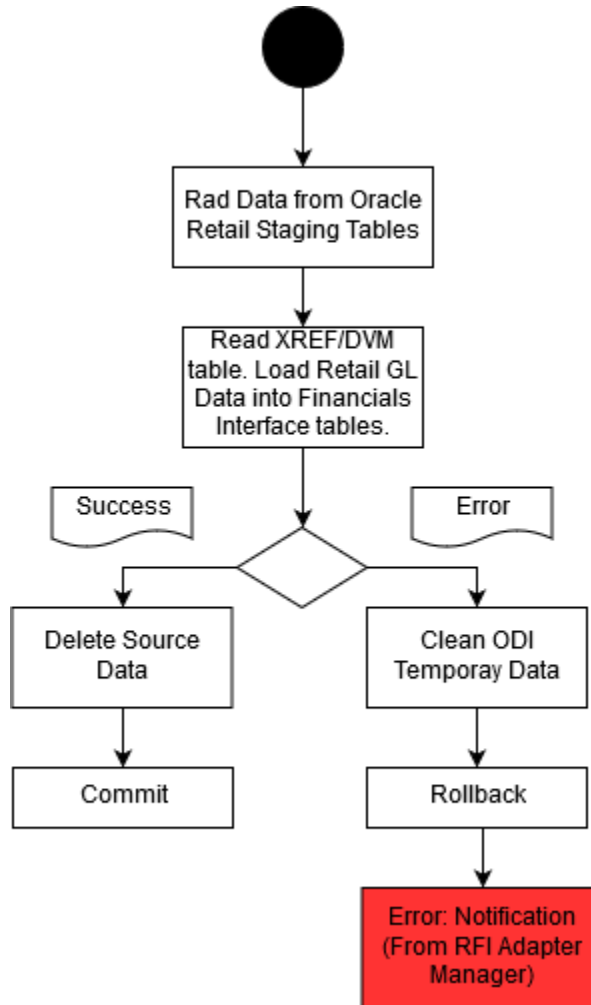 Rad Data from Oracle
Retail Staging Tables
Read XREF/DVM
table. Load Retail GL
Data into Financials
Interface tables.
Success
Error
Delete Source
Data
Clean ODI
Temporay Data
Commit
Rollback
Error: Notification
(From RFI Adapter
Manager)